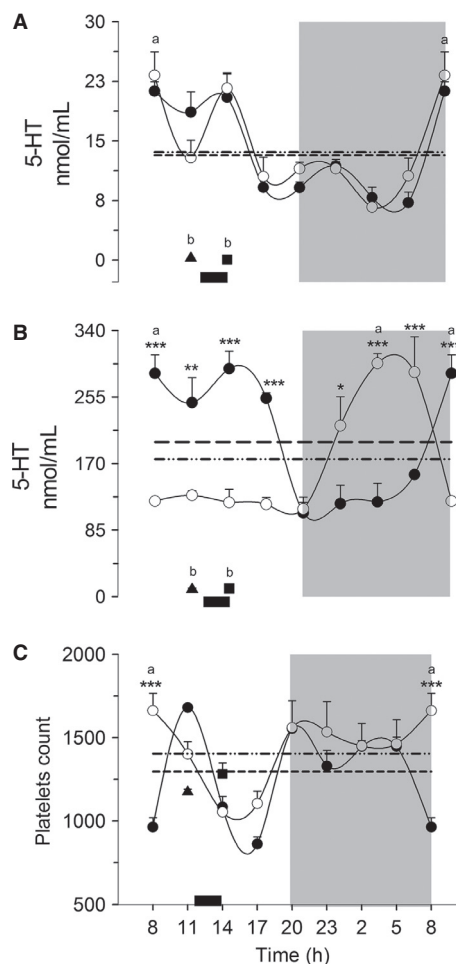 A
30
a
a
23
5-HT
nmol/mL
15
8
b
b
0
B
340
a
***
**
***
***
*
a
***
***
a
***
255
5-HT
nmol/mL
170
85
b
b
0
C
2000
a
***
a
***
Platelets count
1500
1000
500
8
11
14
17
20
23
2
5
8
Time (h)